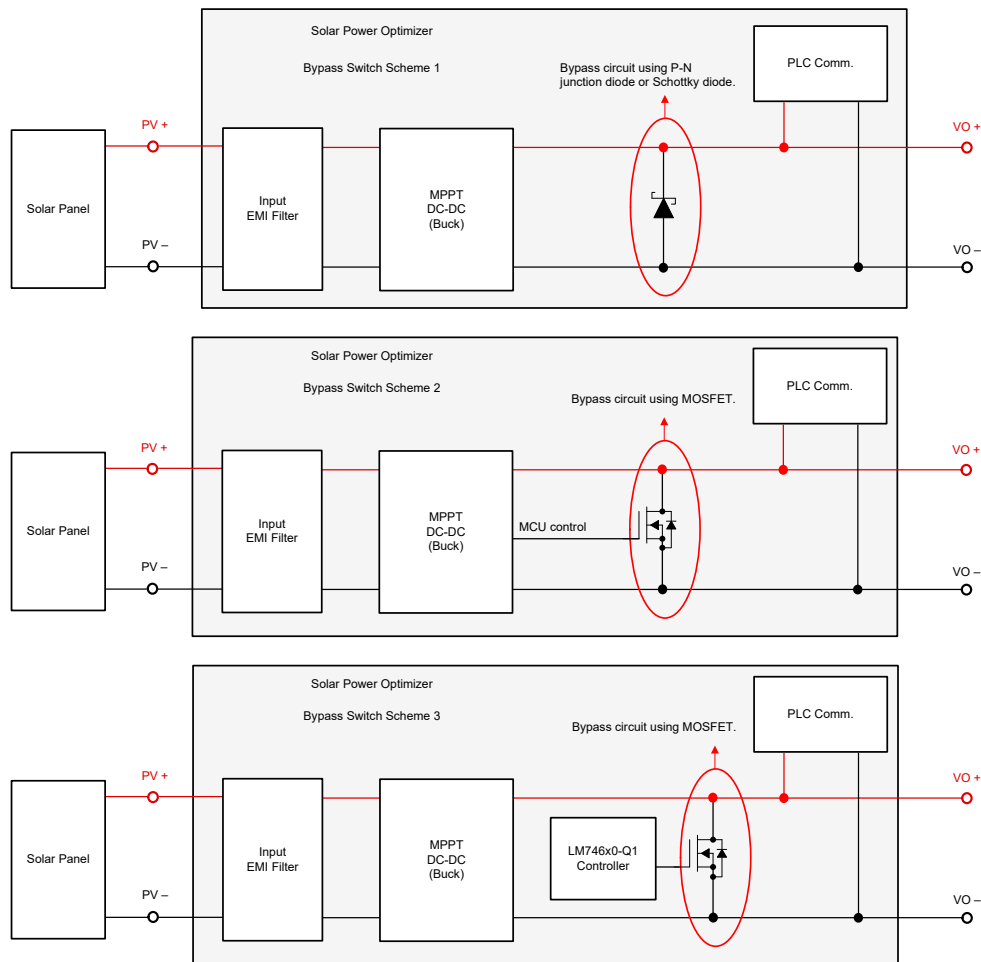 Solar Power Optimizer
Bypass Switch Scheme 1
Bypass circuit using P-N
junction diode or Schottky diode.
PLC Comm.
PV +
VO +
Solar Panel
Input
EMI Filter
MPPT
DC-DC
(Buck)
PV –
VO –
Solar Power Optimizer
Bypass Switch Scheme 2
Bypass circuit using MOSFET.
PLC Comm.
PV +
VO +
Solar Panel
Input
EMI Filter
MPPT
DC-DC
(Buck)
MCU control
PV –
VO –
Solar Power Optimizer
Bypass Switch Scheme 3
Bypass circuit using MOSFET.
PLC Comm.
PV +
VO +
Solar Panel
Input
EMI Filter
MPPT
DC-DC
(Buck)
LM746x0-Q1
Controller
PV –
VO –